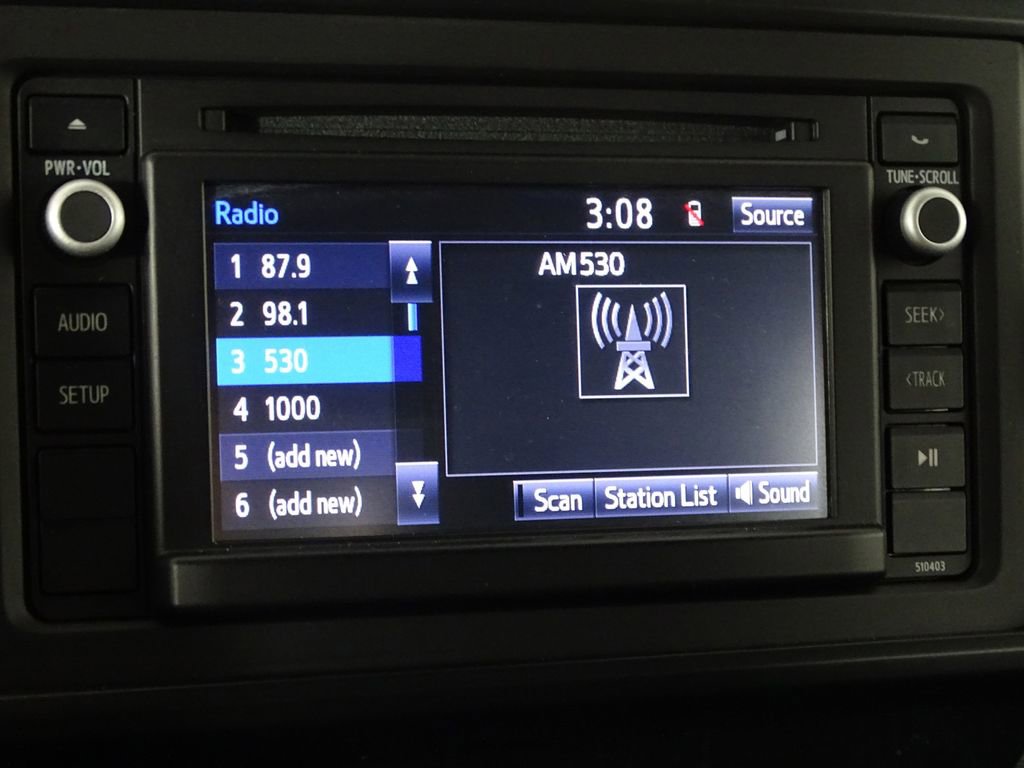 PWR·VOL
AUDIO
SETUP
Radio
3:08
Source
1 87.9
2 98.1
3 530
4 1000
5 (add new)
6 (add new)
AM530
Scan
Station List
Sound
TUNE·SCROLL
SEEK>
<TRACK
510403